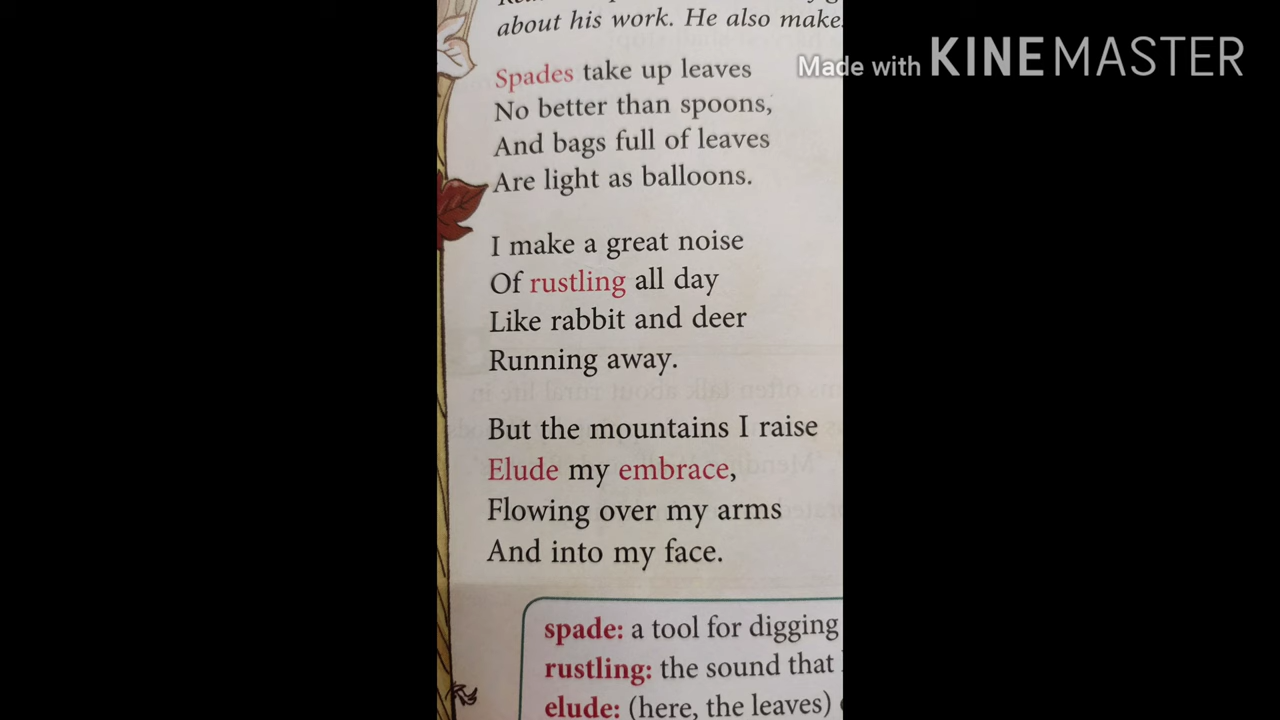 about his work. He also make
Made with KINEMASTER
Spades take up leaves
No better than spoons,
And bags full of leaves
Are light as balloons.
I make a great noise
Of rustling all day
Like rabbit and deer
Running away.
But the mountains I raise
Elude my embrace,
Flowing over my arms
And into my face.
spade: a tool for digging
rustling: the sound that
elude: (here, the leaves)